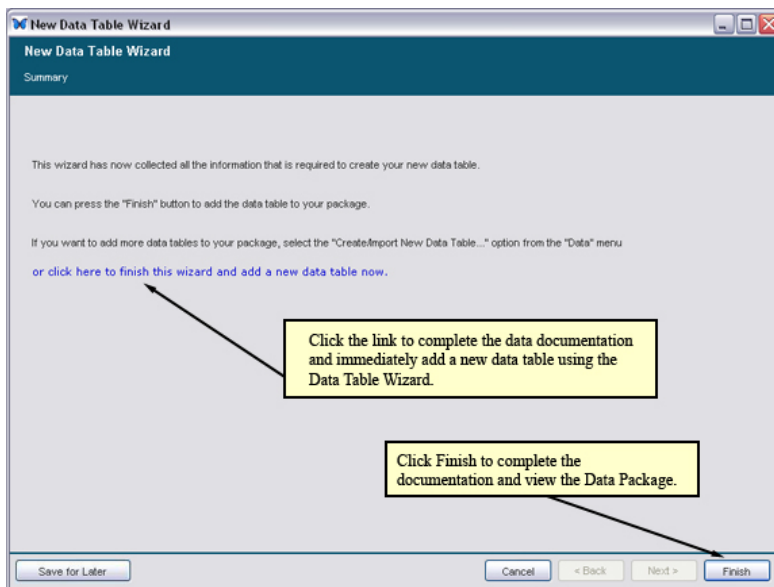 New Data Table Wizard
New Data Table Wizard
Summary
This wizard has now collected all the information that is required to create your new data table.
You can press the "Finish" button to add the data table to your package.
If you want to add more data tables to your package, select the "Create/Import New Data Table..." option from the "Data" menu
or click here to finish this wizard and add a new data table now.
Click the link to complete the data documentation
and immediately add a new data table using the
Data Table Wizard.
Click Finish to complete the
documentation and view the Data Package.
Save for Later
Cancel
< Back
Next >
Finish